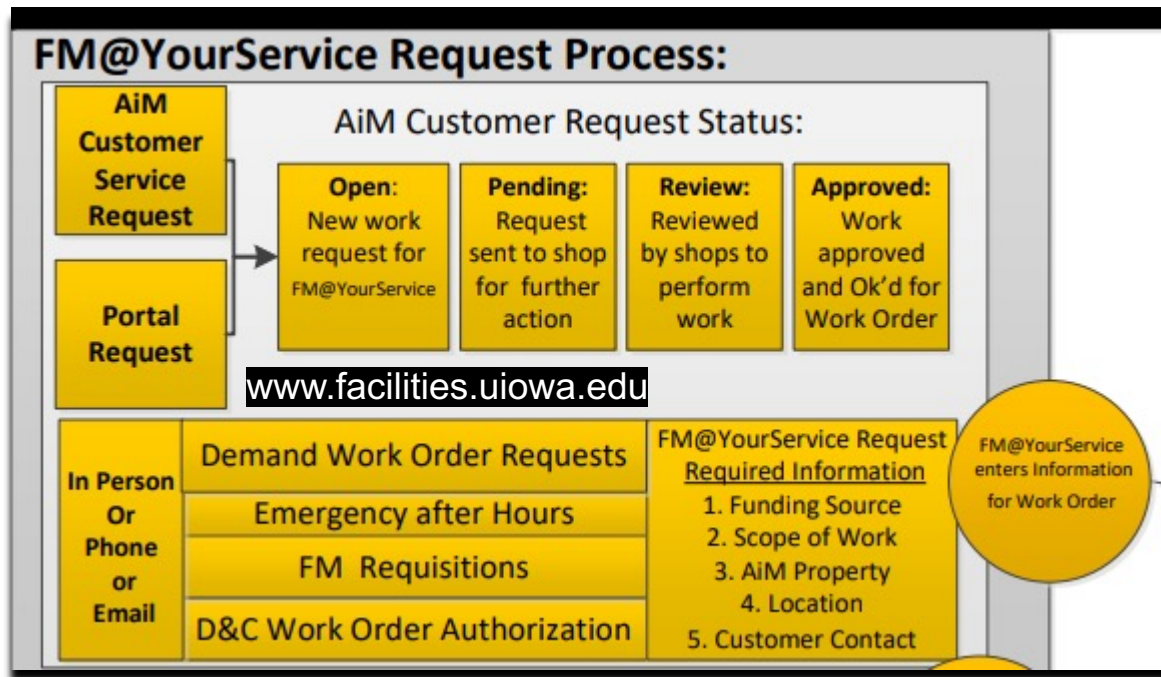 FM@YourService Request Process:
AiM
Customer
Service
Request
Portal
Request
AiM Customer Request Status:
Open:
New work
request for
FM@YourService
Pending:
Request
sent to shop
for further
action
Review:
Reviewed
by shops to
perform
work
Approved:
Work
approved
and Ok'd for
Work Order
www.facilities.uiowa.edu
In Person
Or
Phone
or
Email
Demand Work Order Requests
Emergency after Hours
FM Requisitions
D&C Work Order Authorization
FM@YourService Request
Required Information
1. Funding Source
2. Scope of Work
3. AiM Property
4. Location
5. Customer Contact
FM@YourService
enters Information
for Work Order